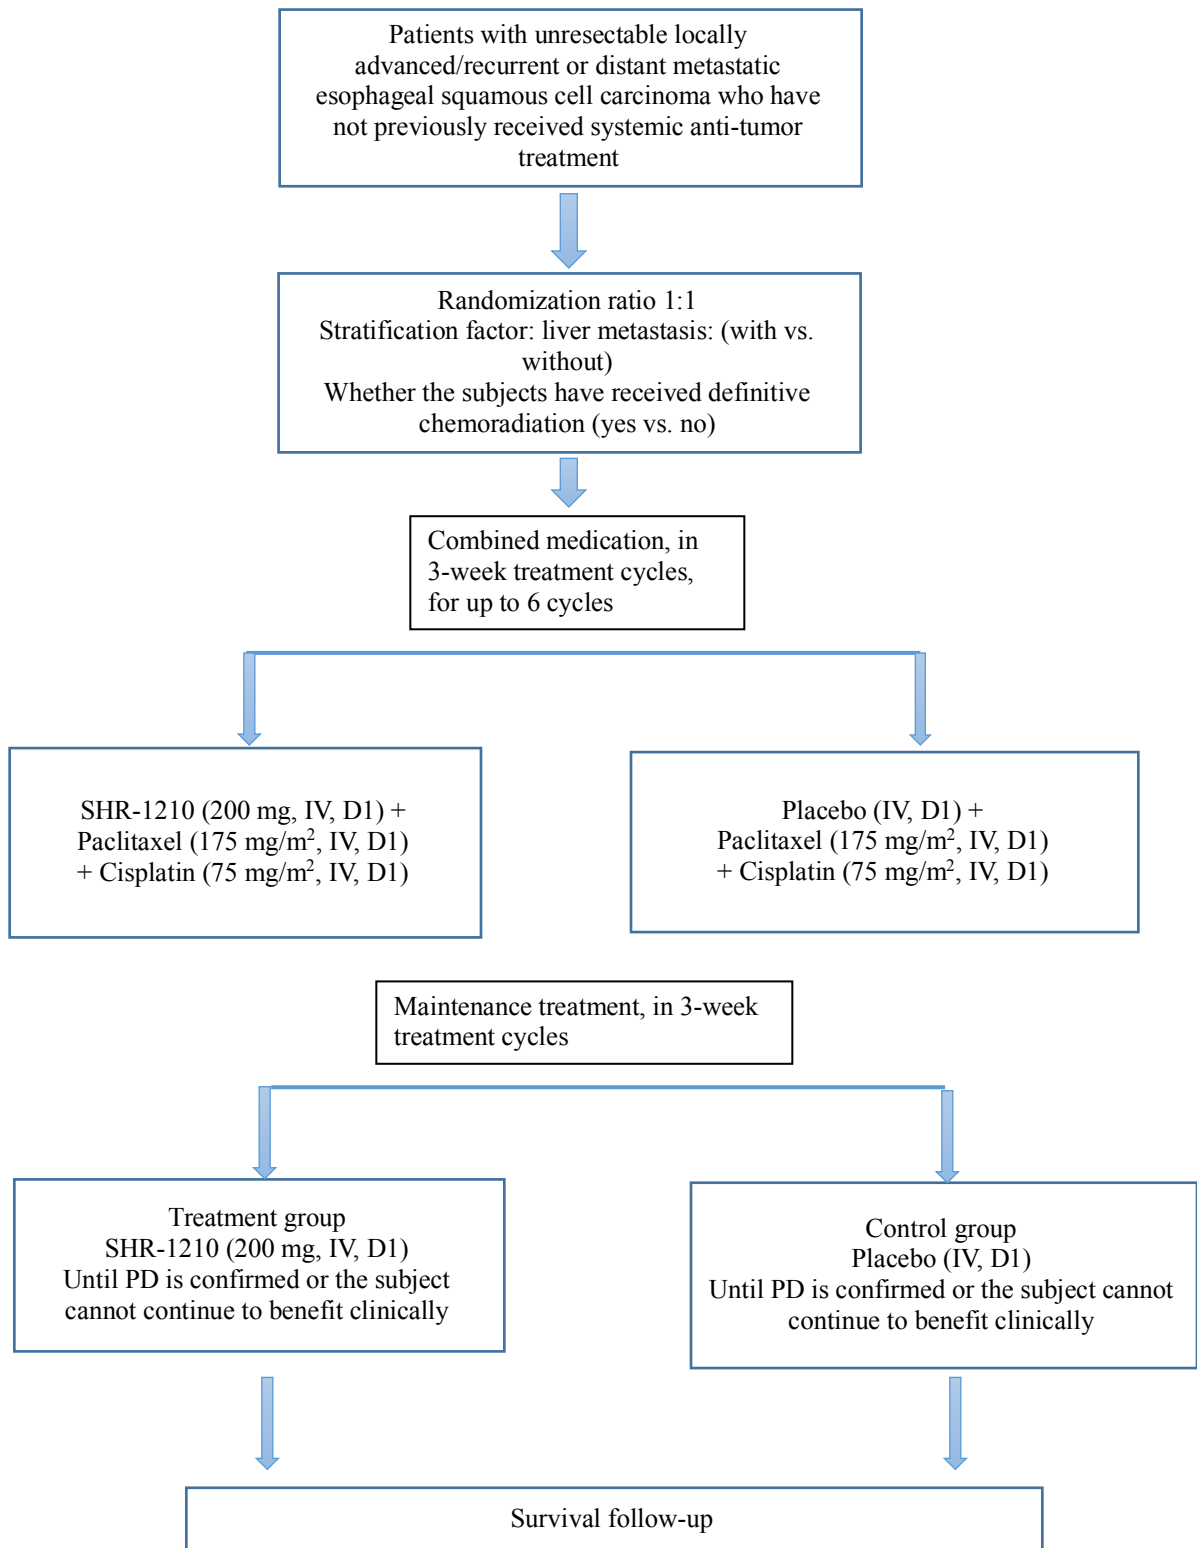 Patients with unresectable locally
advanced/recurrent or distant metastatic
esophageal squamous cell carcinoma who have
not previously received systemic anti-tumor
treatment
Randomization ratio 1:1
Stratification factor: liver metastasis: (with vs.
without)
Whether the subjects have received definitive
chemoradiation (yes vs. no)
Combined medication, in
3-week treatment cycles,
for up to 6 cycles
SHR-1210 (200 mg, IV, D1) +
Paclitaxel (175 mg/m², IV, D1)
+ Cisplatin (75 mg/m², IV, D1)
Placebo (IV, D1) +
Paclitaxel (175 mg/m², IV, D1)
+ Cisplatin (75 mg/m², IV, D1)
Maintenance treatment, in 3-week
treatment cycles
Treatment group
SHR-1210 (200 mg, IV, D1)
Until PD is confirmed or the subject
cannot continue to benefit clinically
Control group
Placebo (IV, D1)
Until PD is confirmed or the subject cannot
continue to benefit clinically
Survival follow-up